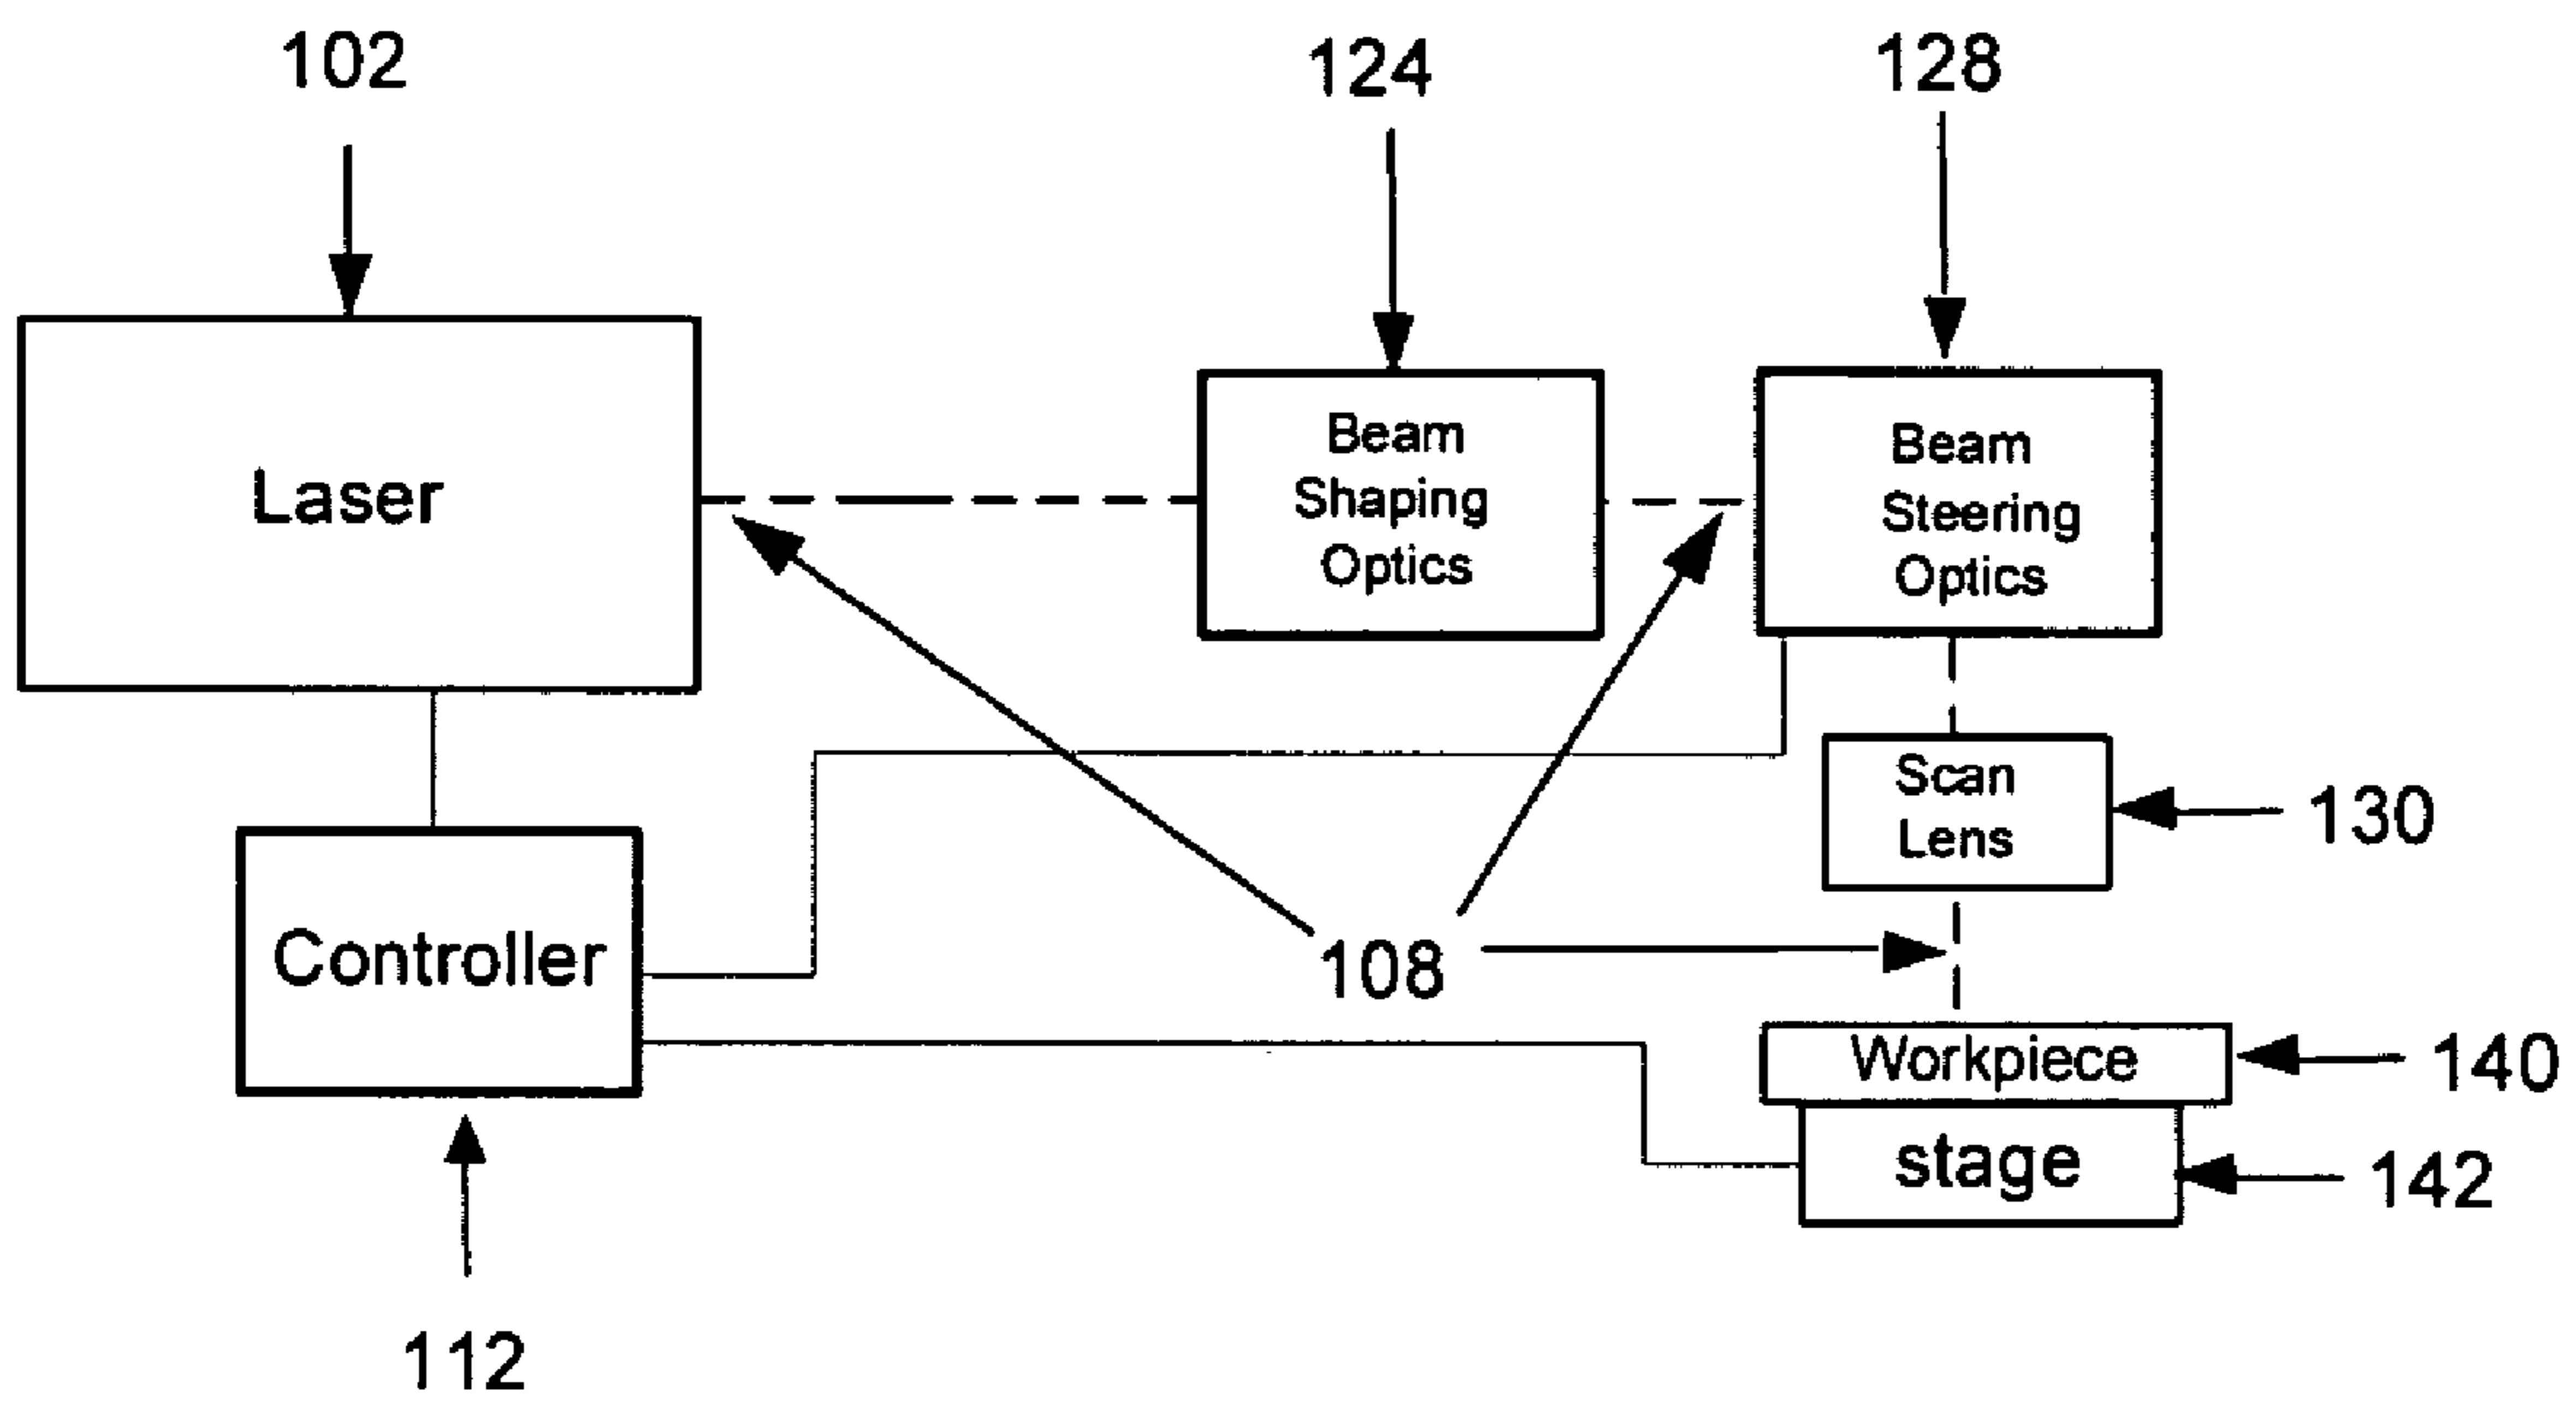 102
124
128
Laser
Beam
Shaping
Optics
Beam
Steering
Optics
Scan
Lens
130
Controller
108
Workpiece
140
stage
142
112